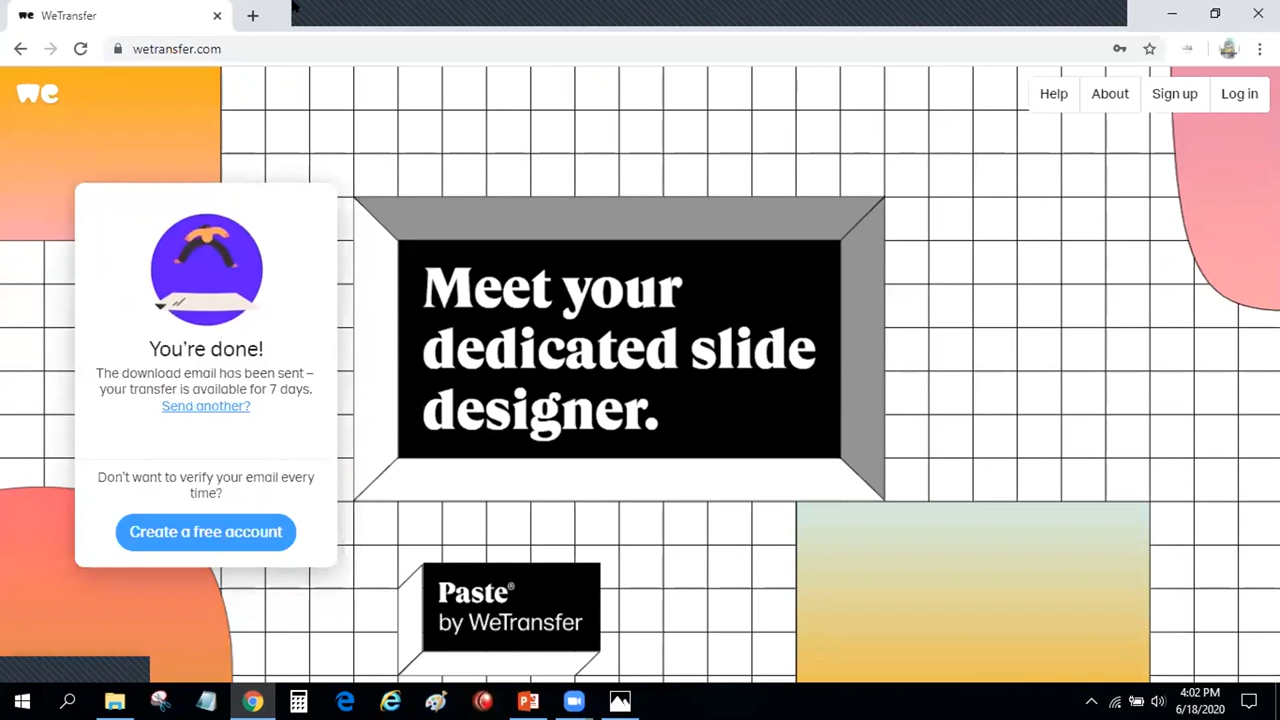 WeTransfer
wetransfer.com
we
Help
About
Sign up
Log in
You're done!
The download email has been sent –
your transfer is available for 7 days.
Send another?
Don't want to verify your email every
time?
Create a free account
Meet your
dedicated slide
designer.
Paste®
by WeTransfer
4:02 PM
6/18/2020